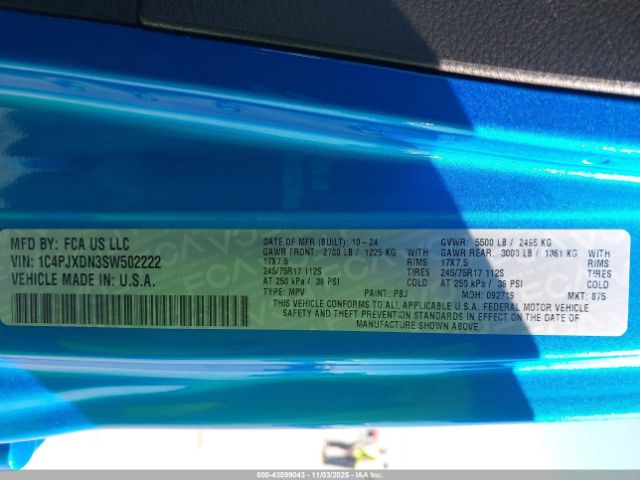 MFD BY: FCA US LLC
VIN: 1C4PJXDN3SW502222
VEHICLE MADE IN U.S.A.
DATE OF MFR (BUILT): 10-24 GVWR: 5500 LB / 2495 KG
GAWR FRONT: 2700 LB / 1225 KG GAWR REAR: 3000 LB / 1361 KG
17X7.5 RIMS 17X7.5 RIMS
245/75R17 112S TIRES 245/75R17 112S TIRES
AT 250 kPa / 36 PSI COLD AT 250 kPa / 36 PSI COLD
TYPE: MPV PAINT: PBJ MDH: 092719 MKT: 875
THIS VEHICLE CONFORMS TO ALL APPLICABLE U.S.A. FEDERAL MOTOR VEHICLE
SAFETY AND THEFT PREVENTION STANDARDS IN EFFECT ON THE DATE OF
MANUFACTURE SHOWN ABOVE.
000-43599043 - 11/03/2025 - IAAI.COM